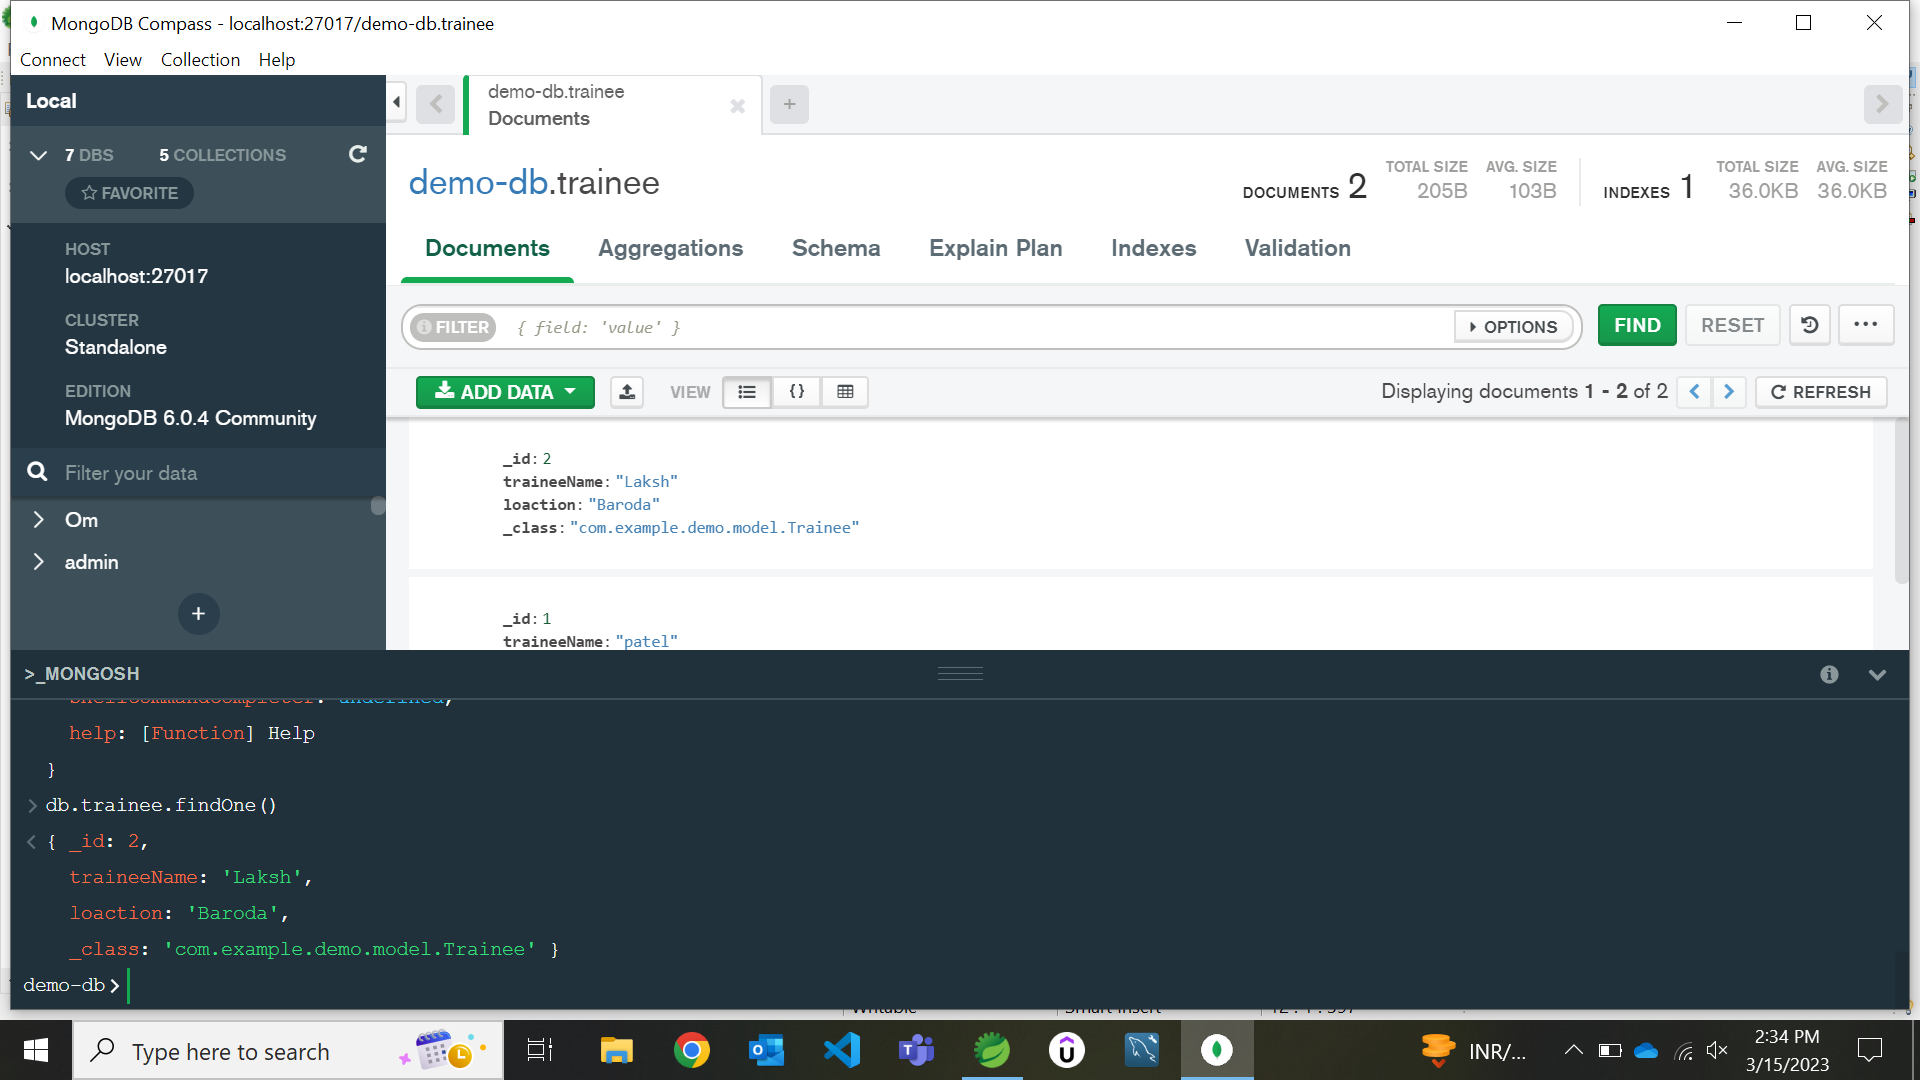 MongoDB Compass - localhost:27017/demo-db.trainee
Connect View Collection Help
Local
7 DBS 5 COLLECTIONS
FAVORITE
HOST
localhost:27017
CLUSTER
Standalone
EDITION
MongoDB 6.0.4 Community
Filter your data
Om
admin
+
demo-db.trainee
Documents
+
demo-db.trainee
DOCUMENTS 2
TOTAL SIZE
205B
AVG. SIZE
103B
INDEXES 1
TOTAL SIZE
36.0KB
AVG. SIZE
36.0KB
Documents Aggregations Schema Explain Plan Indexes Validation
FILTER { field: 'value' } OPTIONS FIND RESET ...
ADD DATA VIEW {} Displaying documents 1 - 2 of 2 < > REFRESH
_id: 2
traineeName: "Laksh"
loaction: "Baroda"
_class: "com.example.demo.model.Trainee"
_id: 1
traineeName: "patel"
>_MONGOSH
shellCommandCompleter: undefined,
help: [Function] Help
}
> db.trainee.findOne()
< { _id: 2,
traineeName: 'Laksh',
loaction: 'Baroda',
_class: 'com.example.demo.model.Trainee' }
demo-db>
Writable Smart Insert
Type here to search
INR/...
2:34 PM
3/15/2023